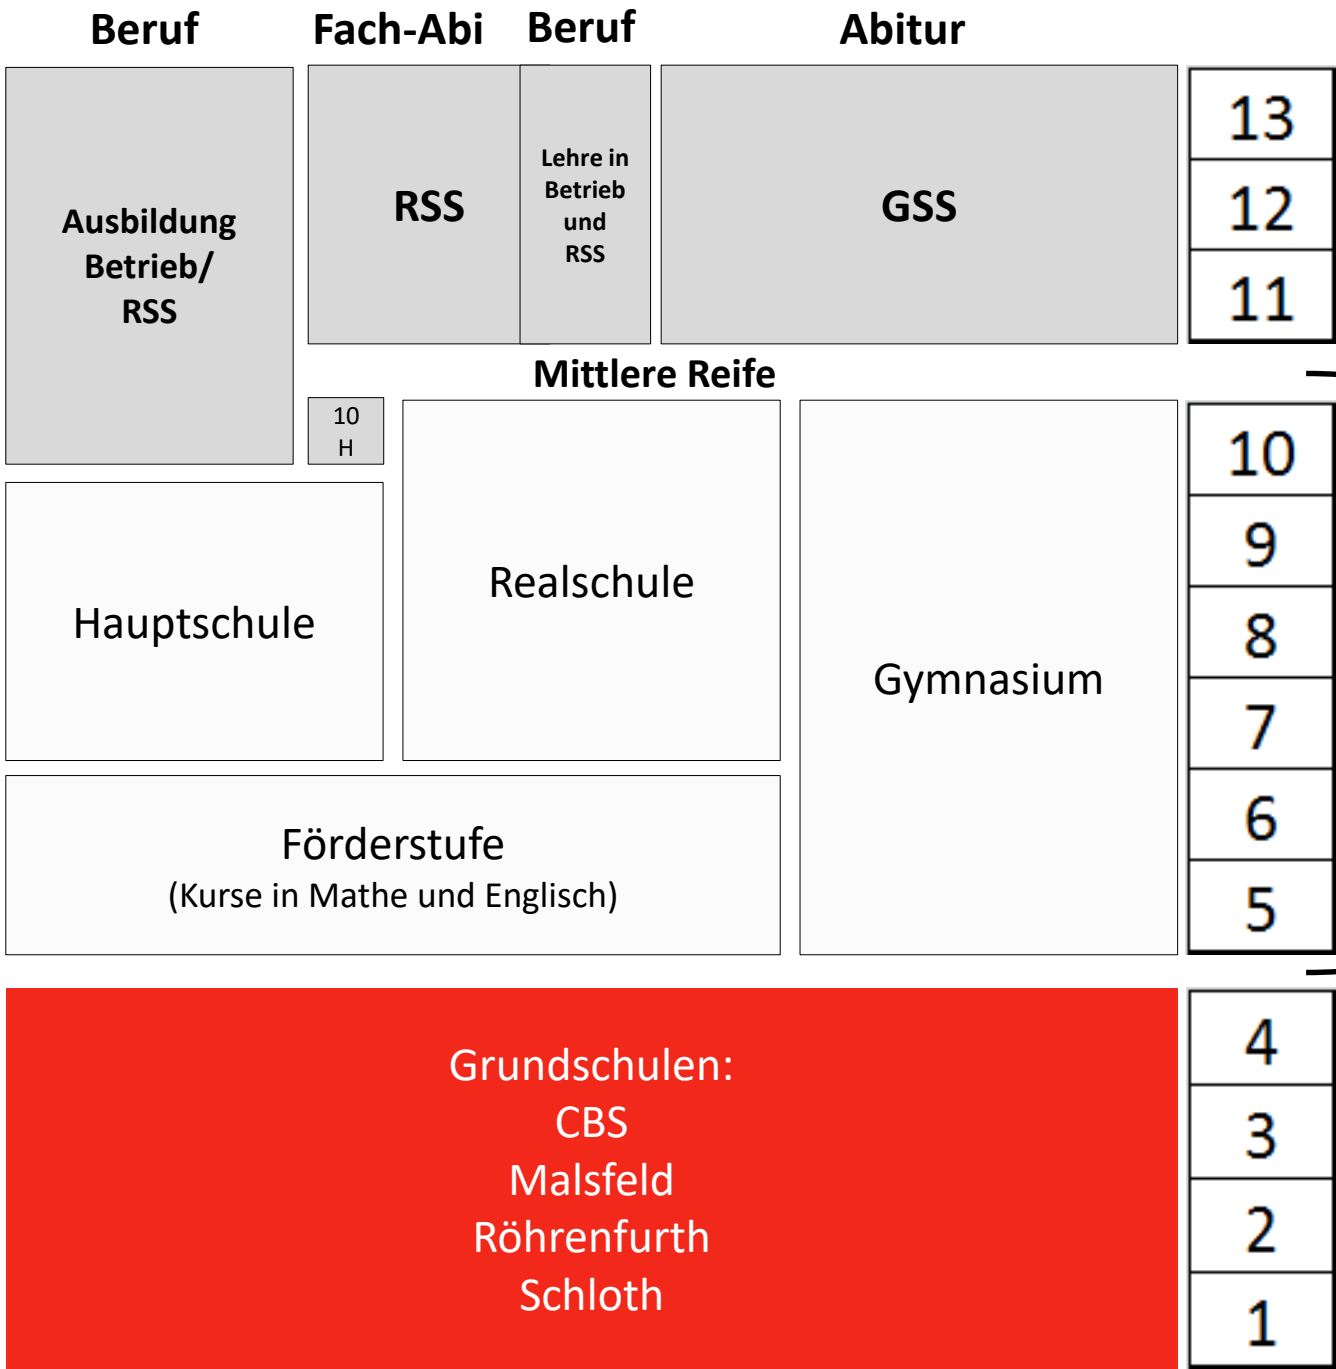 Beruf
Fach-Abi
Beruf
Abitur
Ausbildung
Betrieb/
RSS
RSS
Lehre in
Betrieb
und
RSS
GSS
13
12
11
Mittlere Reife
10
H
Hauptschule
Realschule
Gymnasium
10
9
8
7
6
5
Förderstufe
(Kurse in Mathe und Englisch)
Grundschulen:
CBS
Malsfeld
Röhrenfurth
Schloth
4
3
2
1